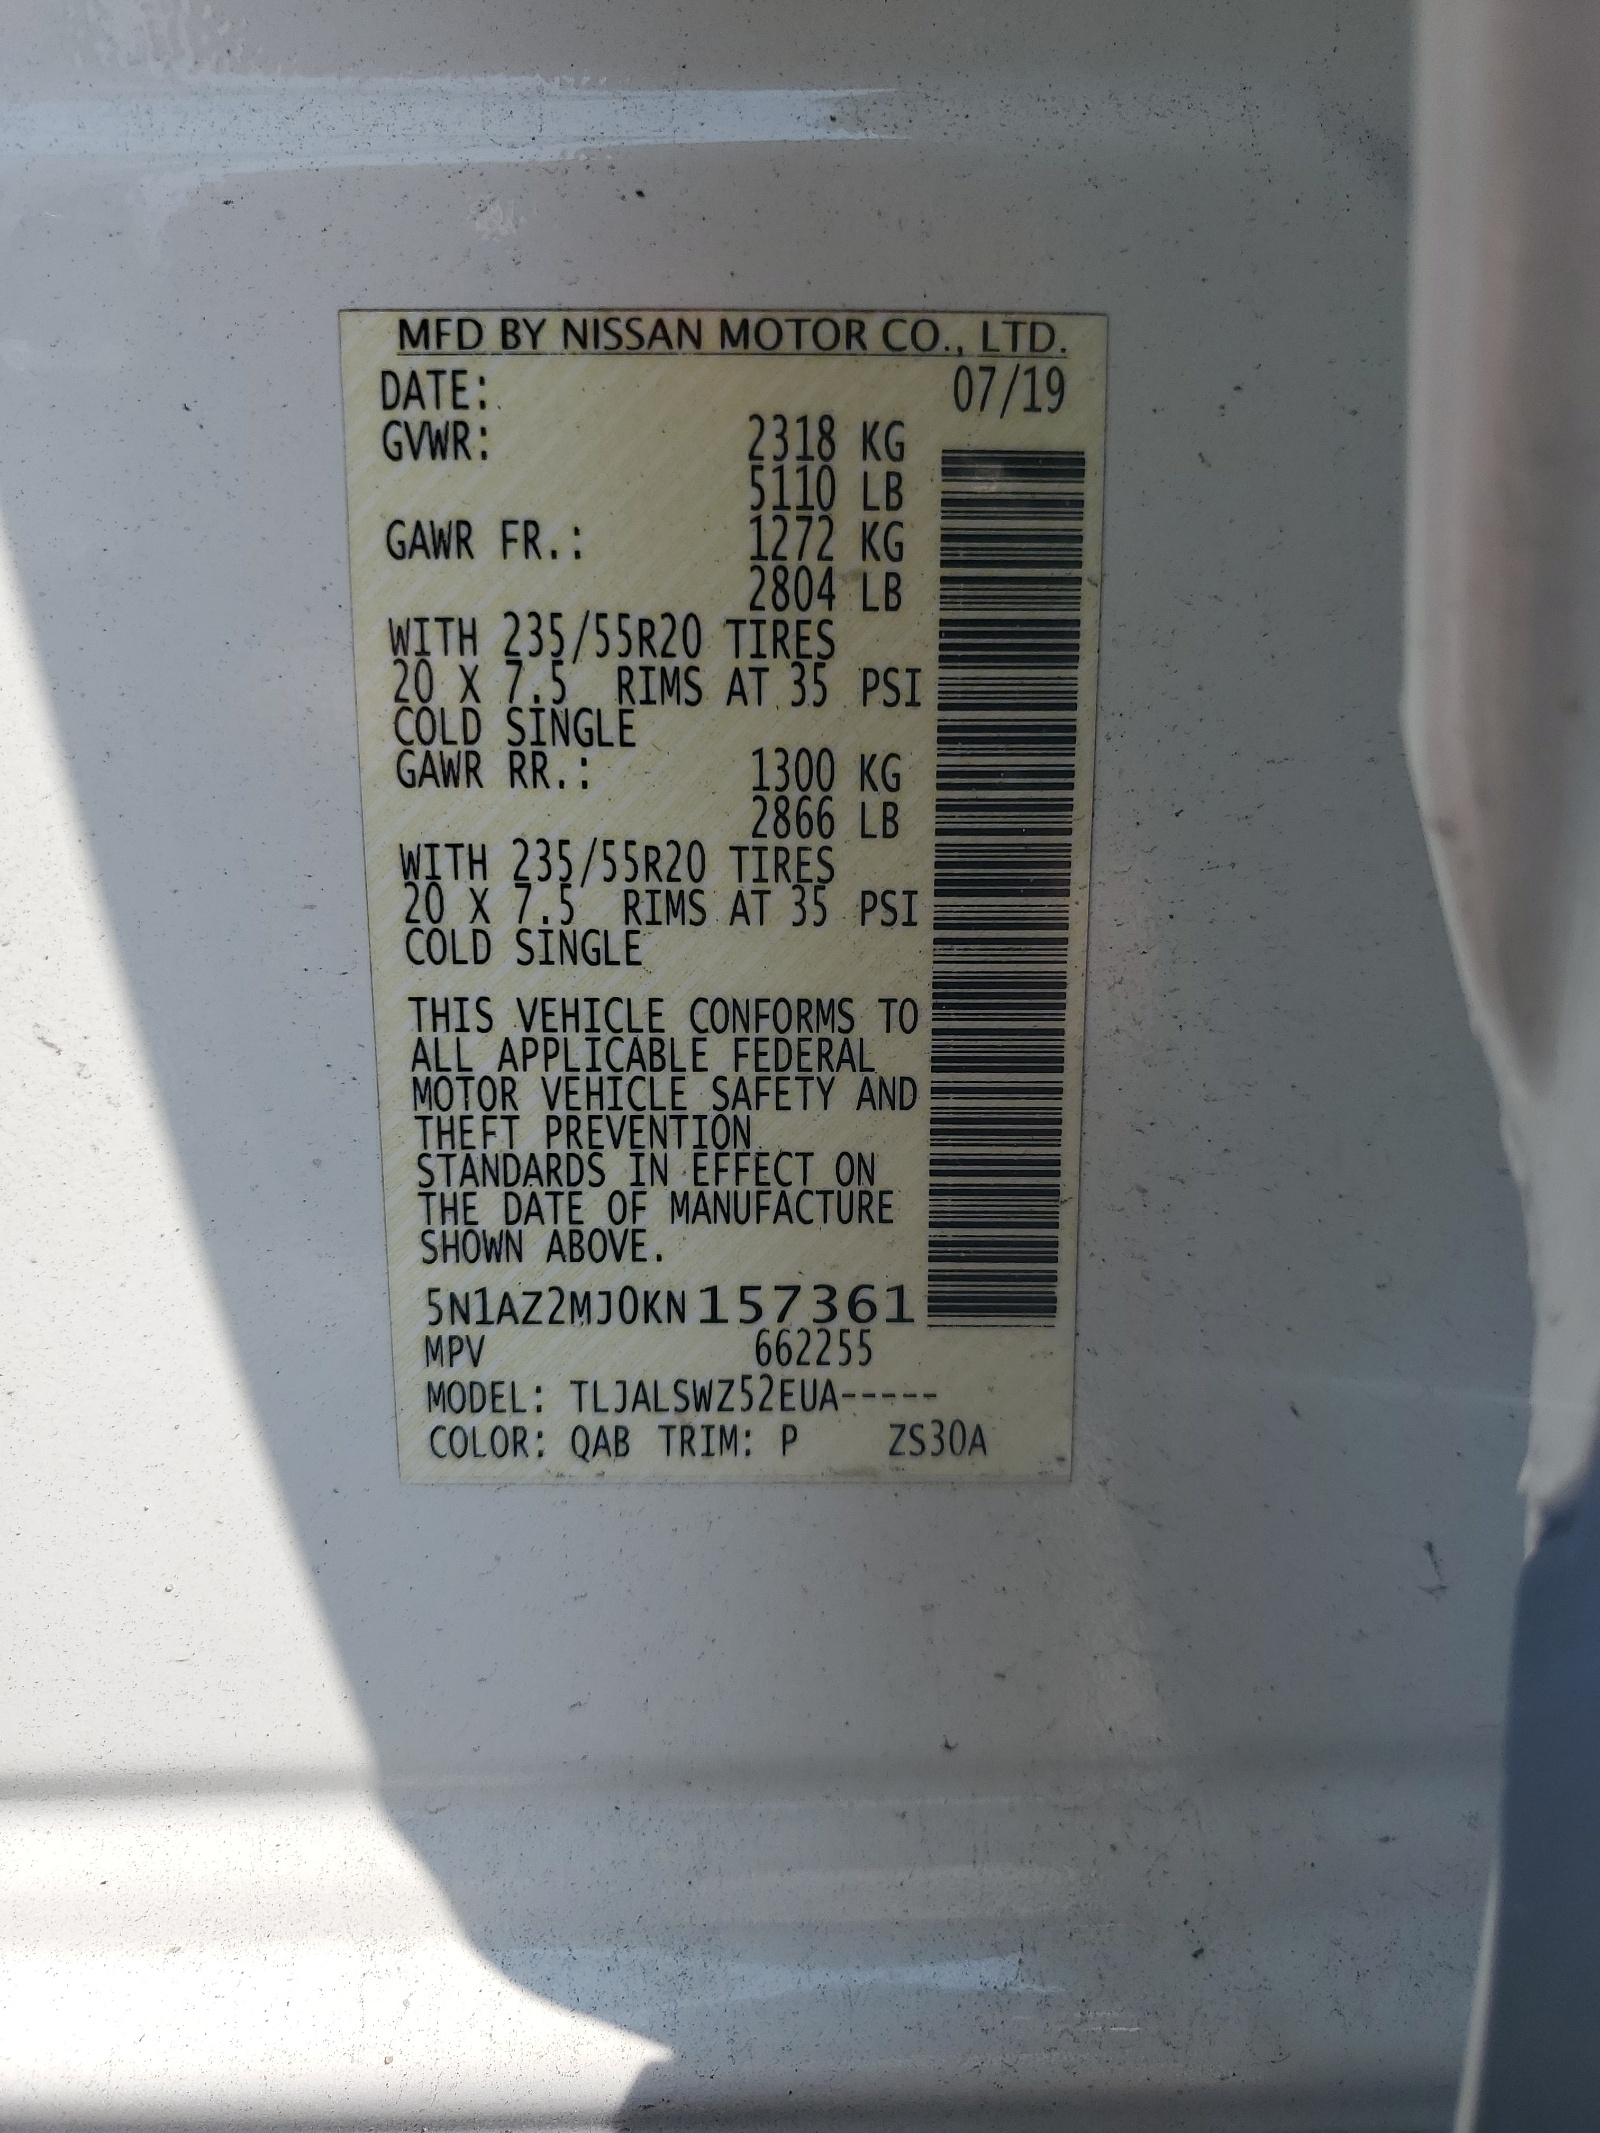 MFD BY NISSAN MOTOR CO., LTD.
DATE: 07/19
GVWR: 2318 KG
5110 LB
GAWR FR.: 1272 KG
2804 LB
WITH 235/55R20 TIRES
20 X 7.5 RIMS AT 35 PSI
COLD SINGLE
GAWR RR.: 1300 KG
2866 LB
WITH 235/55R20 TIRES
20 X 7.5 RIMS AT 35 PSI
COLD SINGLE
THIS VEHICLE CONFORMS TO
ALL APPLICABLE FEDERAL
MOTOR VEHICLE SAFETY AND
THEFT PREVENTION
STANDARDS IN EFFECT ON
THE DATE OF MANUFACTURE
SHOWN ABOVE.
5N1AZ2MJ0KN157361
MPV 662255
MODEL: TLJALSWZ52EUA-----
COLOR: QAB TRIM: P ZS30A